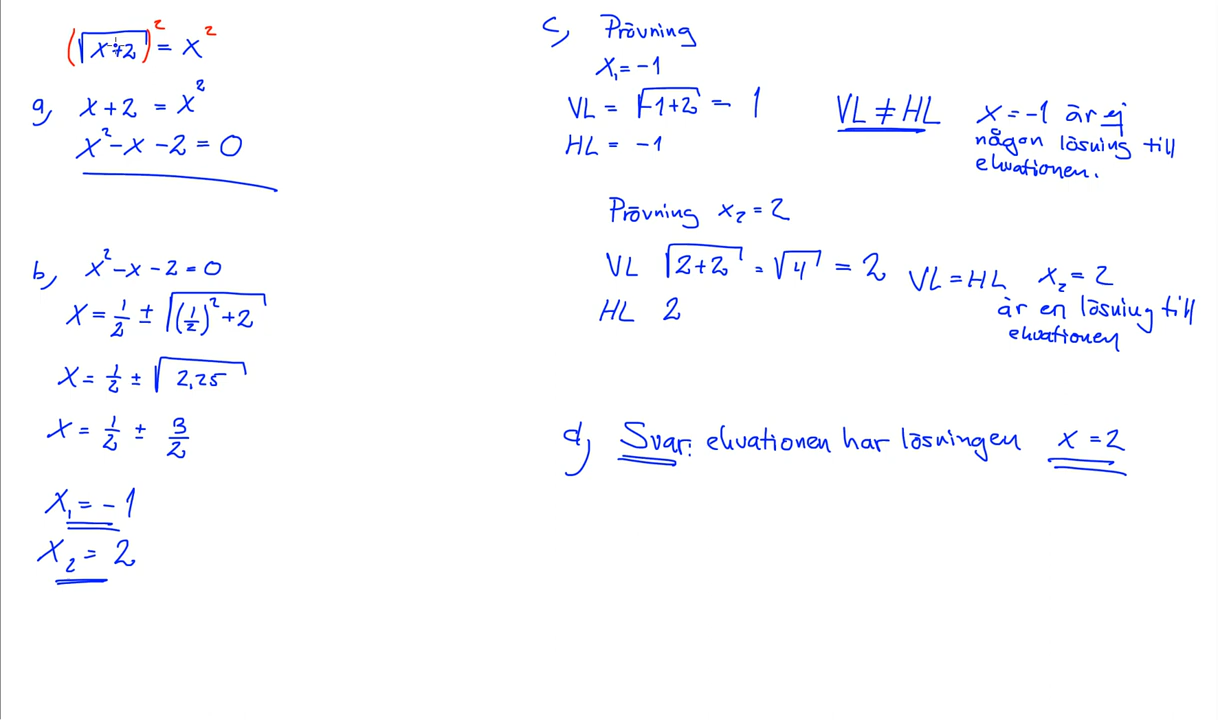 (√x+2)² = x²
a) x+2 = x²
x²-x-2=0
b) x²-x-2=0
x = 1/2 ± √(1/2)²+2
x = 1/2 ± √2,25
x = 1/2 ± 3/2
x₁ = -1
x₂ = 2
c) Prövning
x₁ = -1
VL = √-1+2 = 1
HL = -1
VL ≠ HL x = -1 är ej
någon lösning till
ekvationen.
Prövning x₂ = 2
VL √2+2 = √4 = 2 VL = HL x₂ = 2
HL 2
är en lösning till
ekvationen
d) Svar: ekvationen har lösningen x = 2